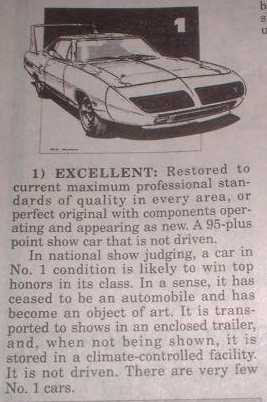 1
1) EXCELLENT: Restored to
current maximum professional stan-
dards of quality in every area, or
perfect original with components oper-
ating and appearing as new. A 95-plus
point show car that is not driven.
In national show judging, a car in
No. 1 condition is likely to win top
honors in its class. In a sense, it has
ceased to be an automobile and has
become an object of art. It is trans-
ported to shows in an enclosed trailer,
and, when not being shown, it is
stored in a climate-controlled facility.
It is not driven. There are very few
No. 1 cars.